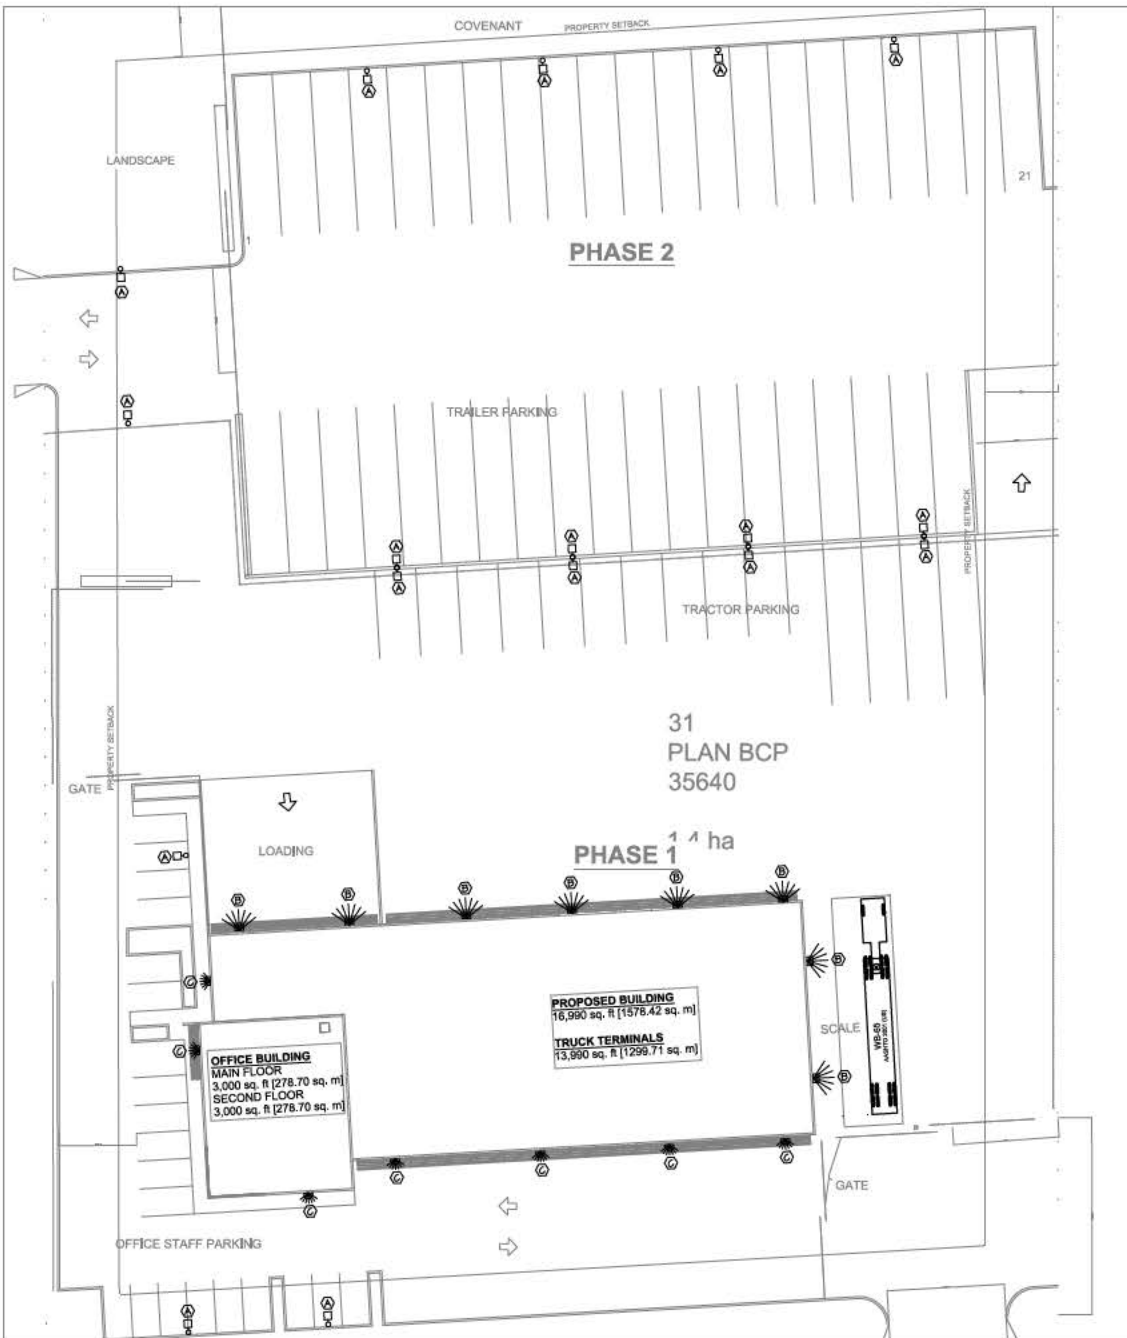 COVENANT
PROPERTY SETBACK
A
A
A
A
LANDSCAPE
21
1
PHASE 2
A
A
TRAILER PARKING
PROPERTY SETBACK
A
A
A
A
A
A
A
A
TRACTOR PARKING
31
PLAN BCP
35640
1.4 ha
PROPERTY SETBACK
GATE
LOADING
PHASE 1
A
B
B
B
B
B
B
C
B
PROPOSED BUILDING
16,990 sq. ft [1578.42 sq. m]
TRUCK TERMINALS
13,990 sq. ft [1299.71 sq. m]
SCALE
WB-65
C
OFFICE BUILDING
MAIN FLOOR
3,000 sq. ft [278.70 sq. m]
SECOND FLOOR
3,000 sq. ft [278.70 sq. m]
B
C
C
C
C
C
GATE
OFFICE STAFF PARKING
A
A